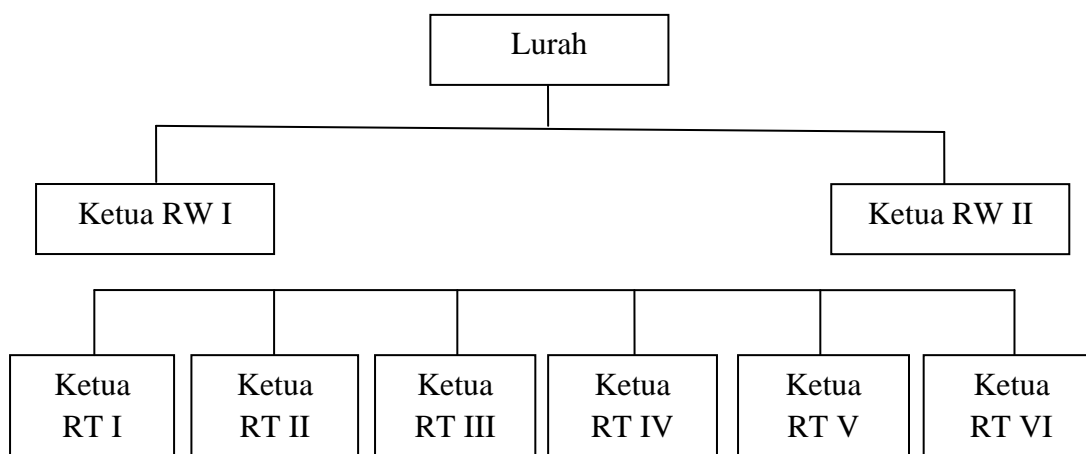 Lurah
Ketua RW I
Ketua RW II
Ketua
RT I
Ketua
RT II
Ketua
RT III
Ketua
RT IV
Ketua
RT V
Ketua
RT VI